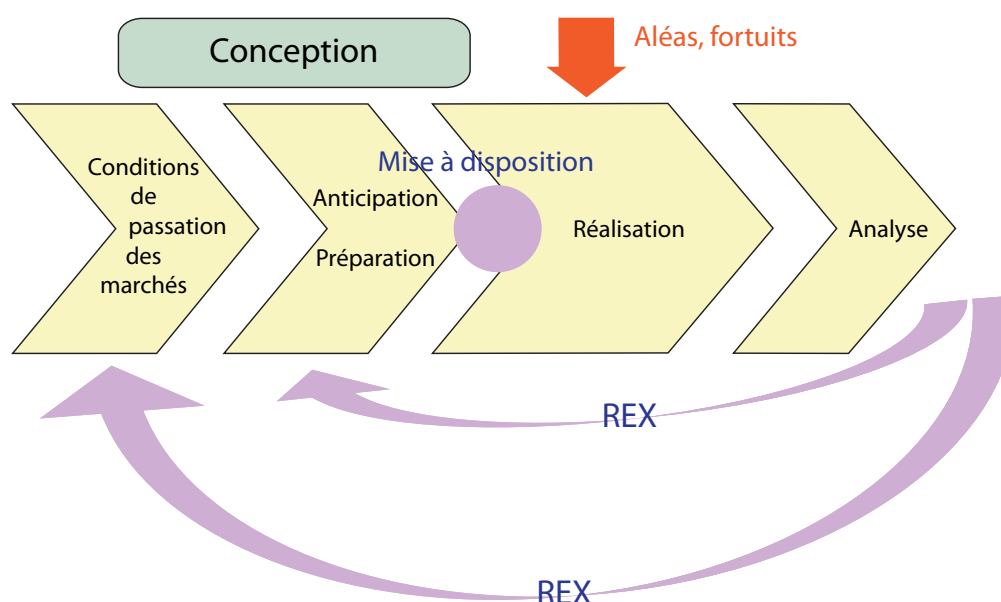 Conception
Aléas, fortuits
Conditions
de
passation
des
marchés
Mise à disposition
Anticipation
Préparation
Réalisation
Analyse
REX
REX